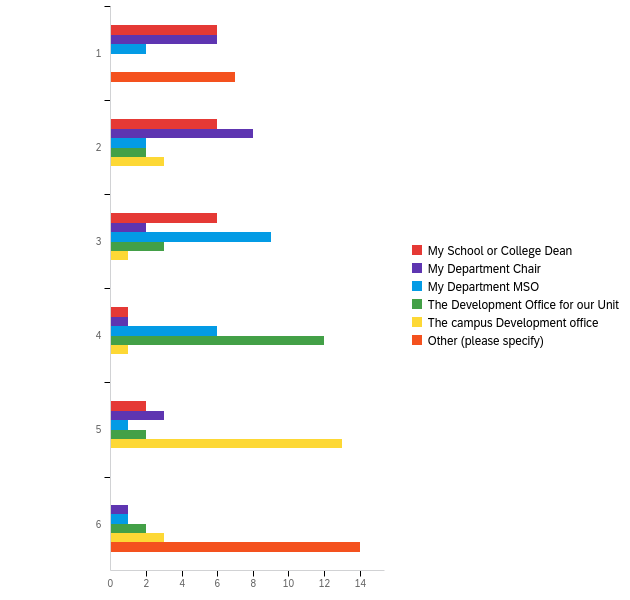 1
2
3
4
5
6
0 2 4 6 8 10 12 14
My School or College Dean
My Department Chair
My Department MSO
The Development Office for our Unit
The campus Development office
Other (please specify)